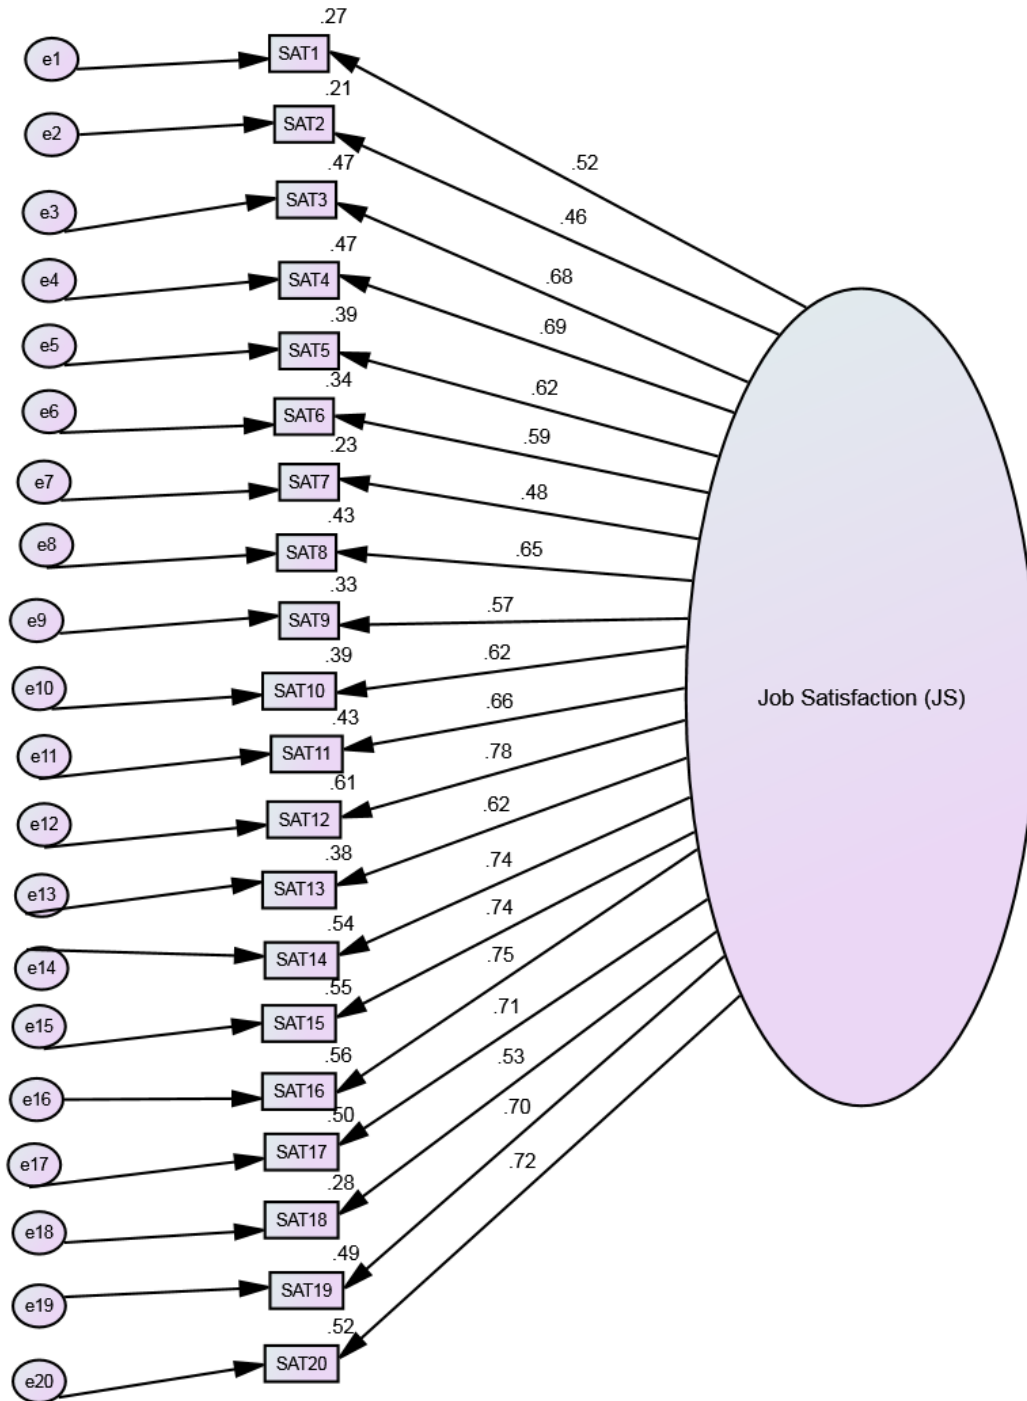 .27
e1 SAT1
.21
e2 SAT2 .52
.47
e3 SAT3 .46
.47
e4 SAT4 .68
.39 .69
e5 SAT5
.34 .62
e6 SAT6
.23 .59
e7 SAT7 .48
.43
e8 SAT8 .65
.33
e9 SAT9 .57
.39 .62
e10 SAT10 Job Satisfaction (JS)
.43 .66
e11 SAT11 .78
.61
e12 SAT12 .62
.38
e13 SAT13 .74
.54 .74
e14 SAT14 .75
.55
e15 SAT15 .71
.56 .53
e16 SAT16
.50 .70
e17 SAT17 .72
.28
e18 SAT18
.49
e19 SAT19
.52
e20 SAT20